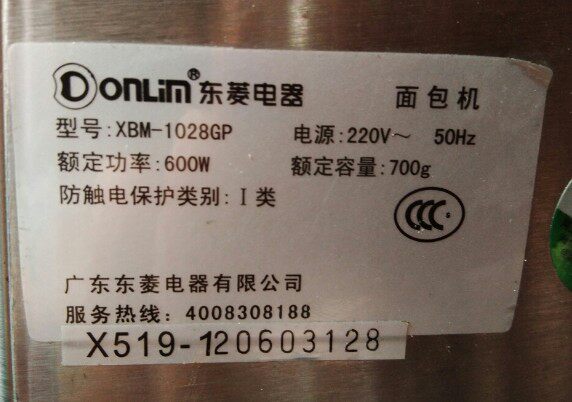 DONLIM®东菱电器 面包机
型号:XBM-1028GP 电源:220V～ 50Hz
额定功率:600W 额定容量:700g
防触电保护类别:I类
CCC
广东东菱电器有限公司
服务热线:4008308188
X519-120603128